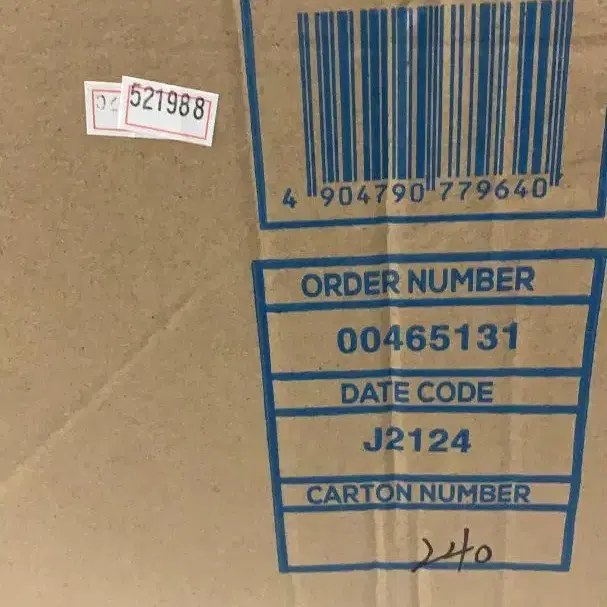 521988
4 904790 779640
ORDER NUMBER
00465131
DATE CODE
J2124
CARTON NUMBER
240